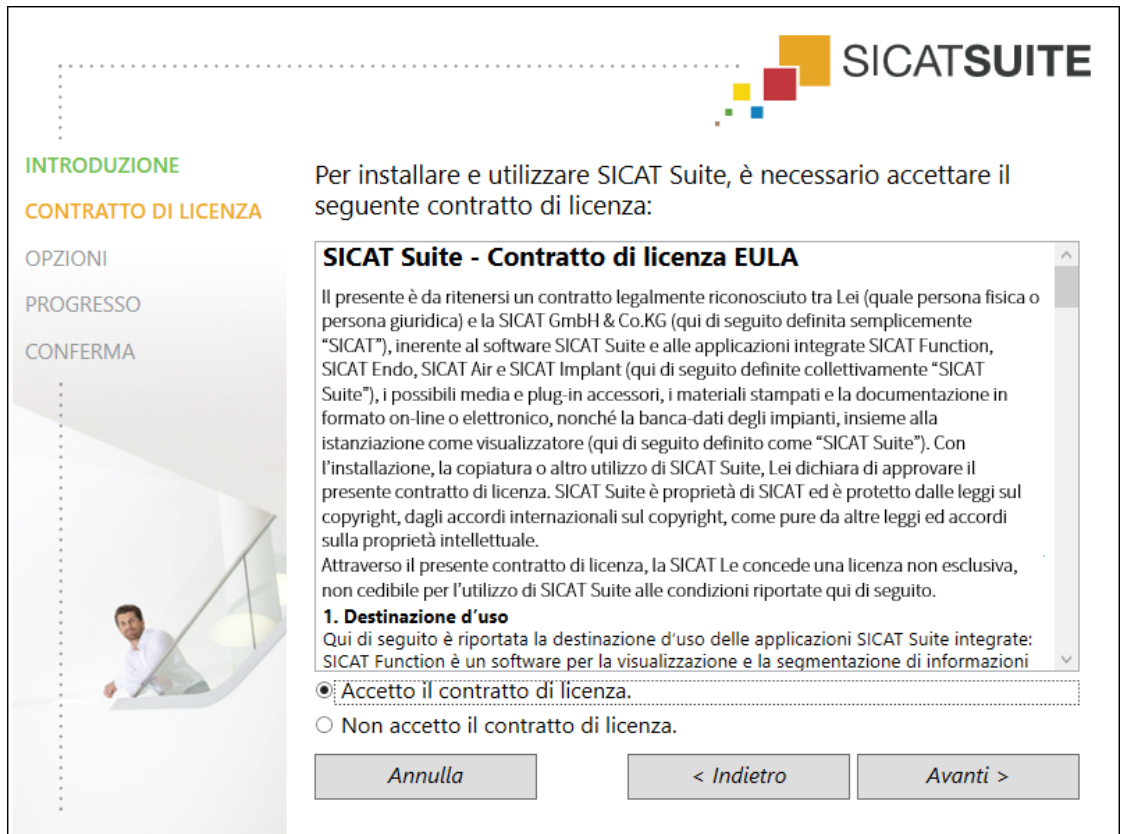 SICATSUITE
INTRODUZIONE
CONTRATTO DI LICENZA
OPZIONI
PROGRESSO
CONFERMA
Per installare e utilizzare SICAT Suite, è necessario accettare il
seguente contratto di licenza:
SICAT Suite - Contratto di licenza EULA
Il presente è da ritenersi un contratto legalmente riconosciuto tra Lei (quale persona fisica o
persona giuridica) e la SICAT GmbH & Co.KG (qui di seguito definita semplicemente
“SICAT”), inerente al software SICAT Suite e alle applicazioni integrate SICAT Function,
SICAT Endo, SICAT Air e SICAT Implant (qui di seguito definite collettivamente “SICAT
Suite”), i possibili media e plug-in accessori, i materiali stampati e la documentazione in
formato on-line o elettronico, nonché la banca-dati degli impianti, insieme alla
istanziazione come visualizzatore (qui di seguito definito come “SICAT Suite”). Con
l’installazione, la copiatura o altro utilizzo di SICAT Suite, Lei dichiara di approvare il
presente contratto di licenza. SICAT Suite è proprietà di SICAT ed è protetto dalle leggi sul
copyright, dagli accordi internazionali sul copyright, come pure da altre leggi ed accordi
sulla proprietà intellettuale.
Attraverso il presente contratto di licenza, la SICAT Le concede una licenza non esclusiva,
non cedibile per l’utilizzo di SICAT Suite alle condizioni riportate qui di seguito.
1. Destinazione d’uso
Qui di seguito è riportata la destinazione d’uso delle applicazioni SICAT Suite integrate:
SICAT Function è un software per la visualizzazione e la segmentazione di informazioni
Accetto il contratto di licenza.
Non accetto il contratto di licenza.
Annulla
< Indietro
Avanti >